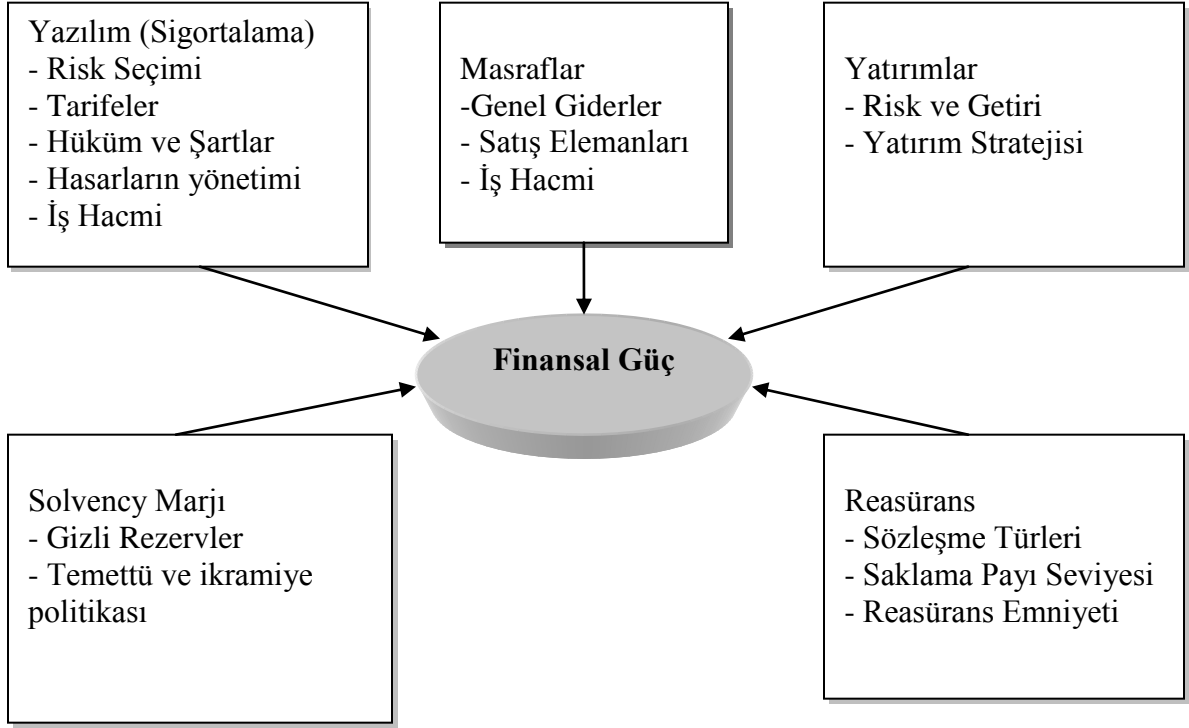 Yazılım (Sigortalama)
- Risk Seçimi
- Tarifeler
- Hüküm ve Şartlar
- Hasarların yönetimi
- İş Hacmi
Masraflar
-Genel Giderler
- Satış Elemanları
- İş Hacmi
Yatırımlar
- Risk ve Getiri
- Yatırım Stratejisi
Finansal Güç
Solvency Marjı
- Gizli Rezervler
- Temettü ve ikramiye
politikası
Reasürans
- Sözleşme Türleri
- Saklama Payı Seviyesi
- Reasürans Emniyeti